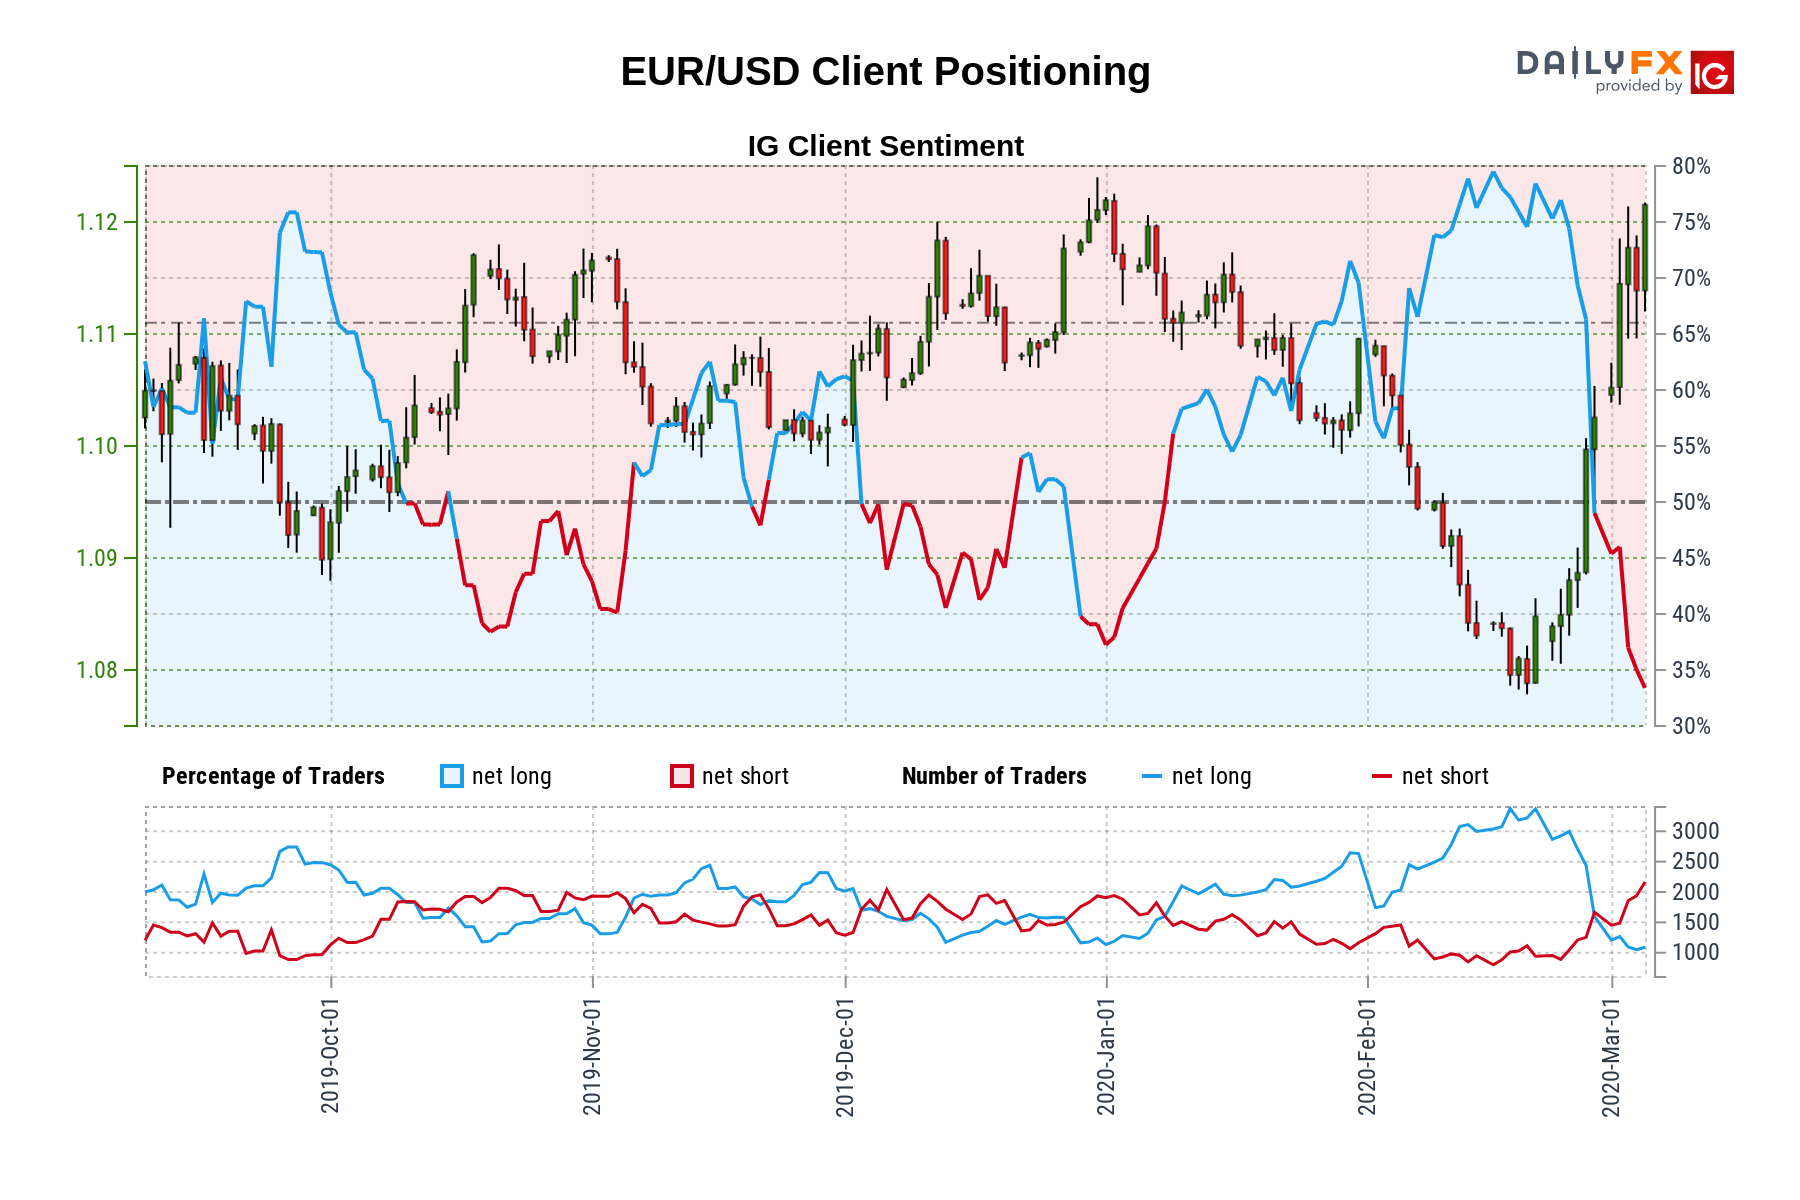 EUR/USD Client Positioning
DAILYFX
provided by
IG
IG Client Sentiment
80%
1.12
75%
70%
1.11
65%
60%
1.10
55%
50%
1.09
45%
40%
1.08
35%
30%
Percentage of Traders net long net short Number of Traders net long net short
3000
2500
2000
1500
1000
2019-Oct-01
2019-Nov-01
2019-Dec-01
2020-Jan-01
2020-Feb-01
2020-Mar-01